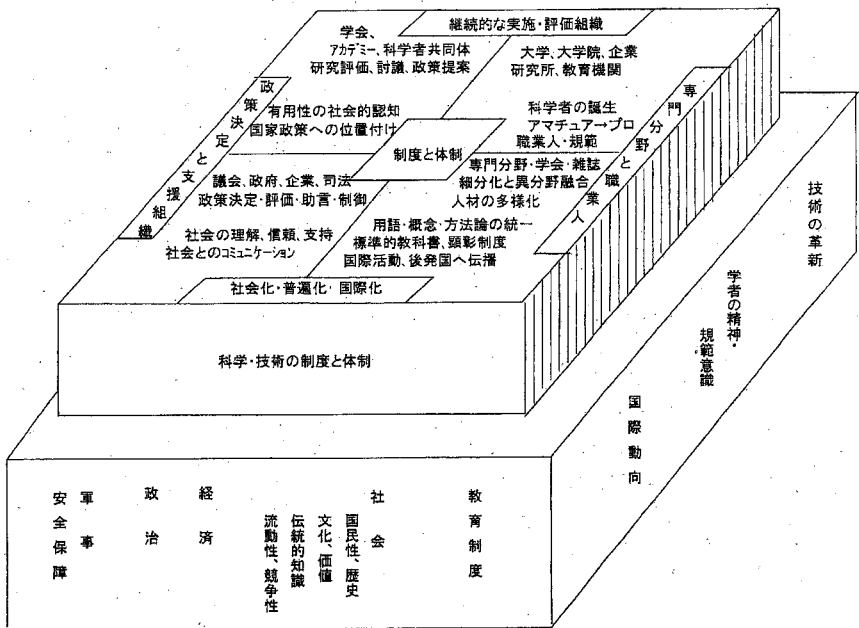 継続的な実施・評価組織
学会、
アカデミー、科学者共同体
研究評価、討議、政策提案
大学、大学院、企業
研究所、教育機関
政策決定と支援組織
有用性の社会的認知
国家政策への位置付け
制度と体制
科学者の誕生
アマチュア→プロ
職業人・規範
専門分野と職業人
議会、政府、企業、司法
政策決定・評価・助言・制御
専門分野・学会・雑誌
細分化と異分野融合
人材の多様化
社会の理解、信頼、支持
社会とのコミュニケーション
用語・概念・方法論の統一
標準的教科書、顕彰制度
国際活動、後発国へ伝播
社会化・普遍化・国際化
科学・技術の制度と体制
技術の革新
学者の精神・
規範意識
国際動向
軍事
安全保障
政治
経済
社会
国民性、歴史
文化、価値
伝統的知識
流動性、競争性
教育制度